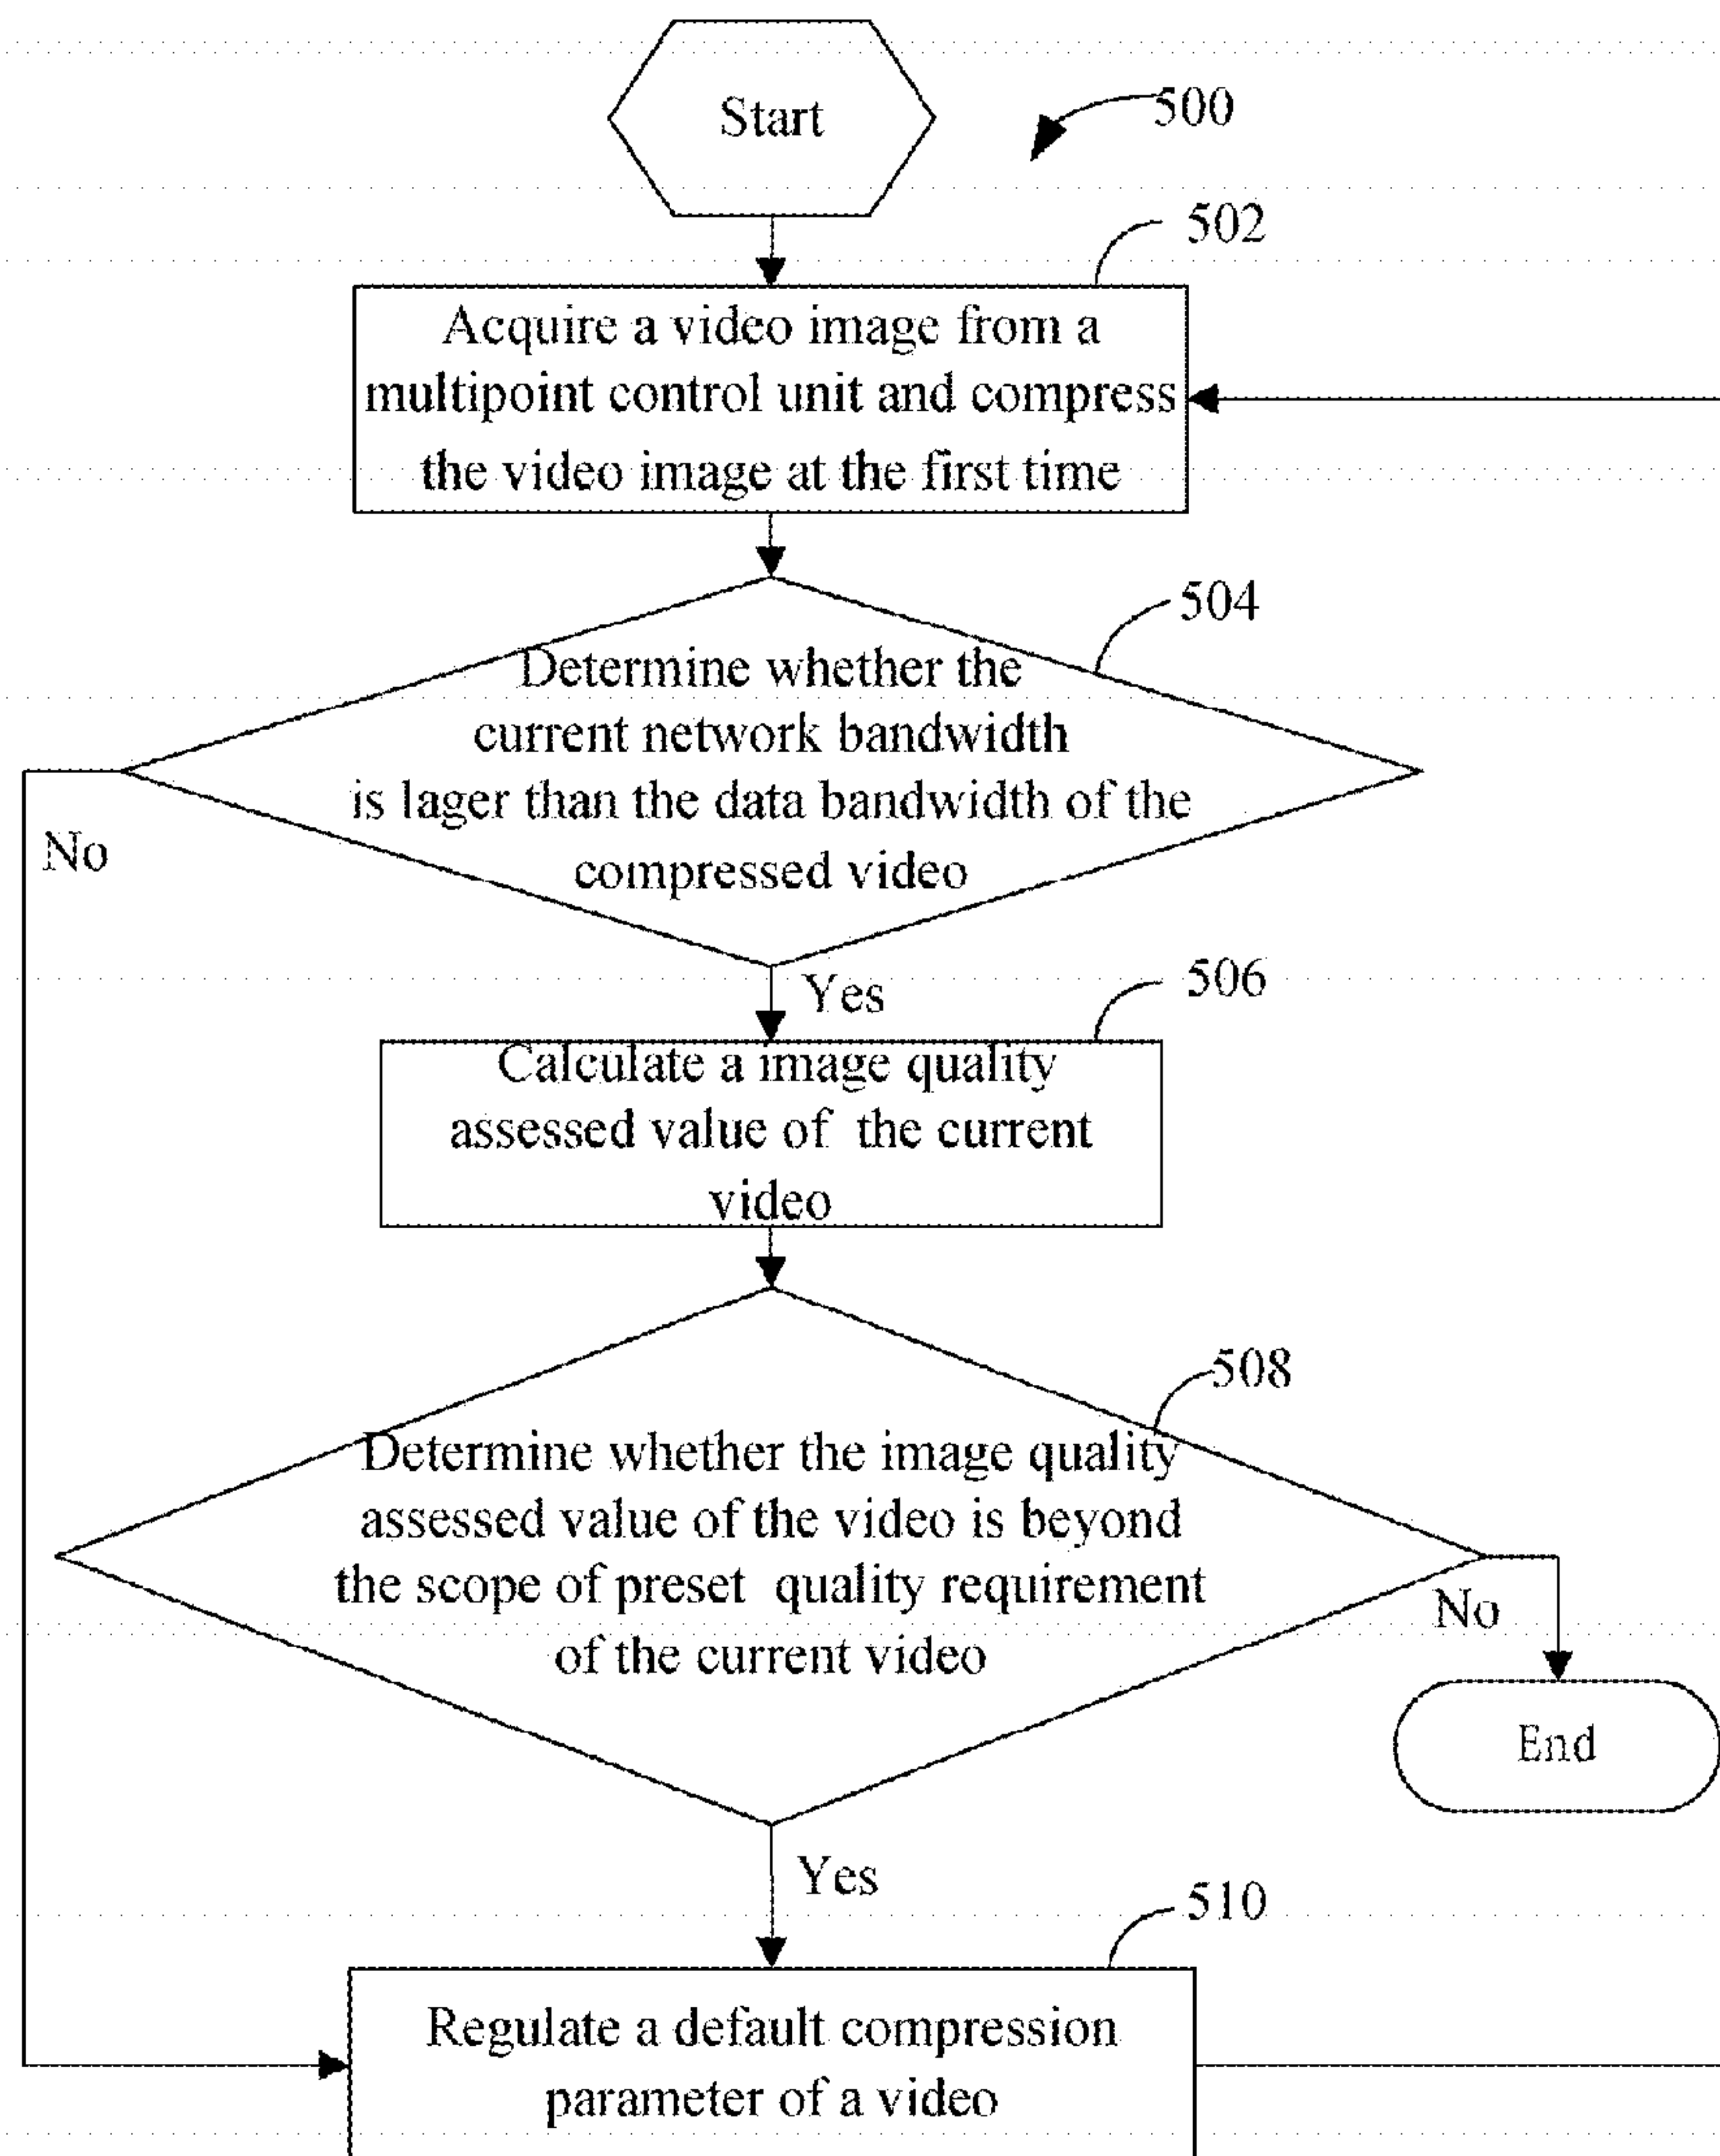 Start
500
502
Acquire a video image from a
multipoint control unit and compress
the video image at the first time
504
Determine whether the
current network bandwidth
is lager than the data bandwidth of the
compressed video
No
Yes
506
Calculate a image quality
assessed value of the current
video
508
Determine whether the image quality
assessed value of the video is beyond
the scope of preset quality requirement
of the current video
No
End
Yes
510
Regulate a default compression
parameter of a video